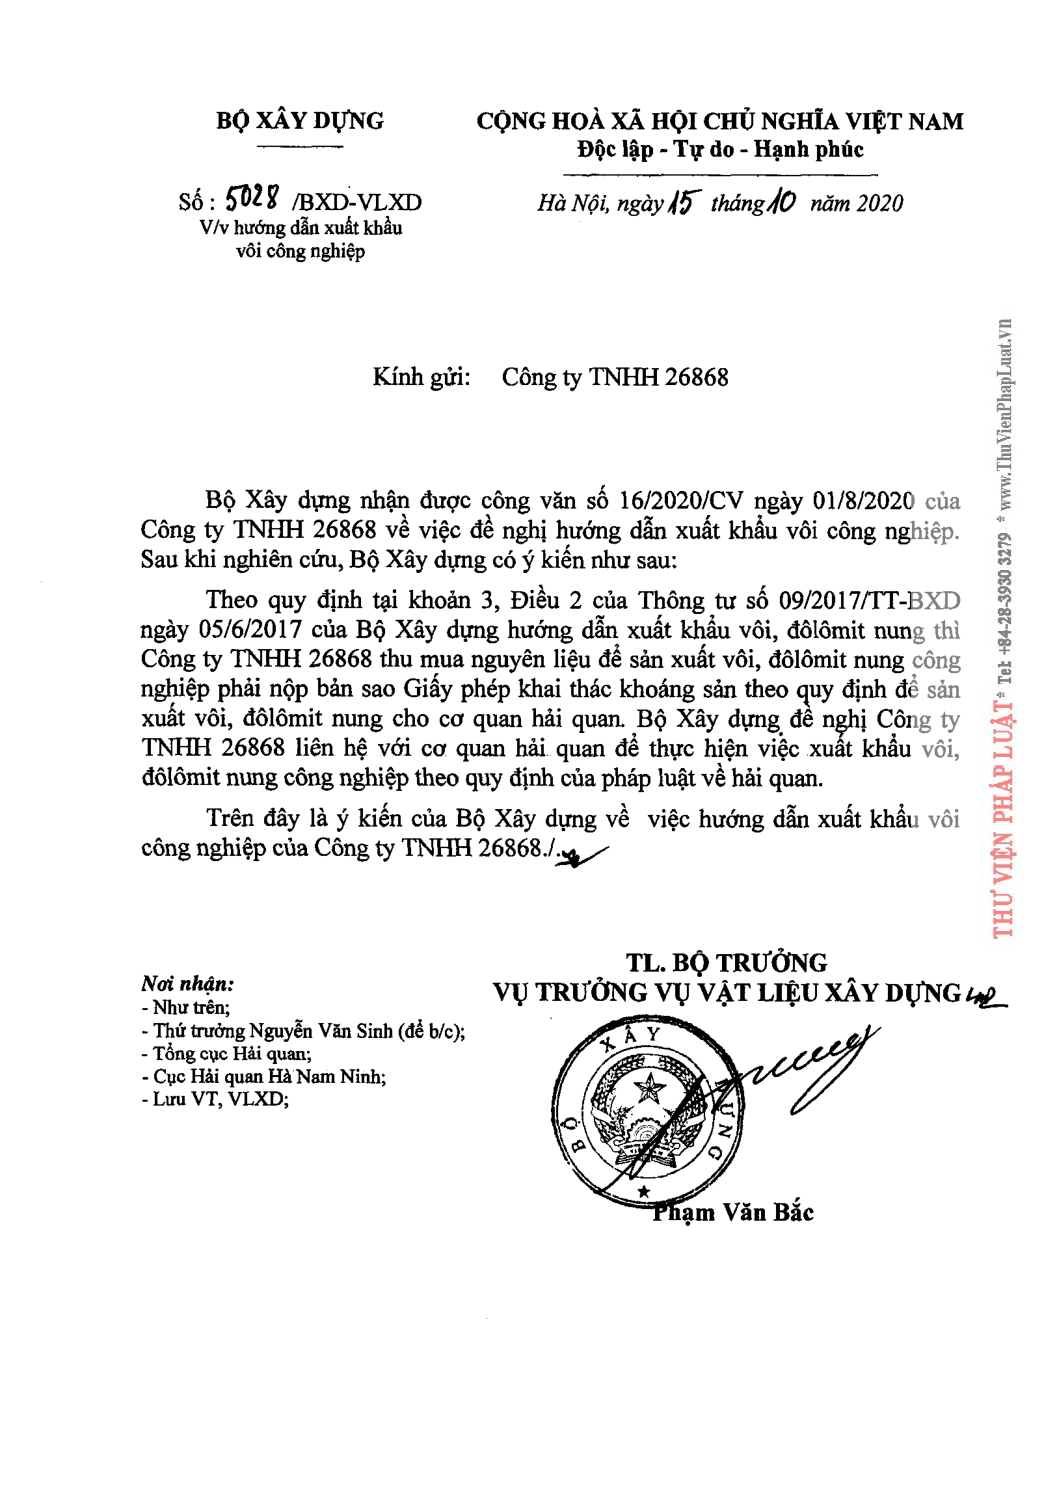 BỘ XÂY DỰNG
CỘNG HOÀ XÃ HỘI CHỦ NGHĨA VIỆT NAM
Độc lập - Tự do - Hạnh phúc
Số : 5028 /BXD-VLXD
V/v hướng dẫn xuất khẩu
vôi công nghiệp
Hà Nội, ngày 15 tháng 10 năm 2020
Kính gửi: Công ty TNHH 26868
Bộ Xây dựng nhận được công văn số 16/2020/CV ngày 01/8/2020 của
Công ty TNHH 26868 về việc đề nghị hướng dẫn xuất khẩu vôi công nghiệp.
Sau khi nghiên cứu, Bộ Xây dựng có ý kiến như sau:
Theo quy định tại khoản 3, Điều 2 của Thông tư số 09/2017/TT-BXD
ngày 05/6/2017 của Bộ Xây dựng hướng dẫn xuất khẩu vôi, đôlômit nung thì
Công ty TNHH 26868 thu mua nguyên liệu để sản xuất vôi, đôlômit nung công
nghiệp phải nộp bản sao Giấy phép khai thác khoáng sản theo quy định để sản
xuất vôi, đôlômit nung cho cơ quan hải quan. Bộ Xây dựng đề nghị Công ty
TNHH 26868 liên hệ với cơ quan hải quan để thực hiện việc xuất khẩu vôi,
đôlômit nung công nghiệp theo quy định của pháp luật về hải quan.
Trên đây là ý kiến của Bộ Xây dựng về việc hướng dẫn xuất khẩu vôi
công nghiệp của Công ty TNHH 26868./.
Nơi nhận:
- Như trên;
- Thứ trưởng Nguyễn Văn Sinh (để b/c);
- Tổng cục Hải quan;
- Cục Hải quan Hà Nam Ninh;
- Lưu VT, VLXD;
TL. BỘ TRƯỞNG
VỤ TRƯỞNG VỤ VẬT LIỆU XÂY DỰNG
BỘ XÂY DỰNG
Phạm Văn Bắc
THƯ VIỆN PHÁP LUẬT * Tel: +84-28-3930 3279 * www.ThuVienPhapLuat.vn